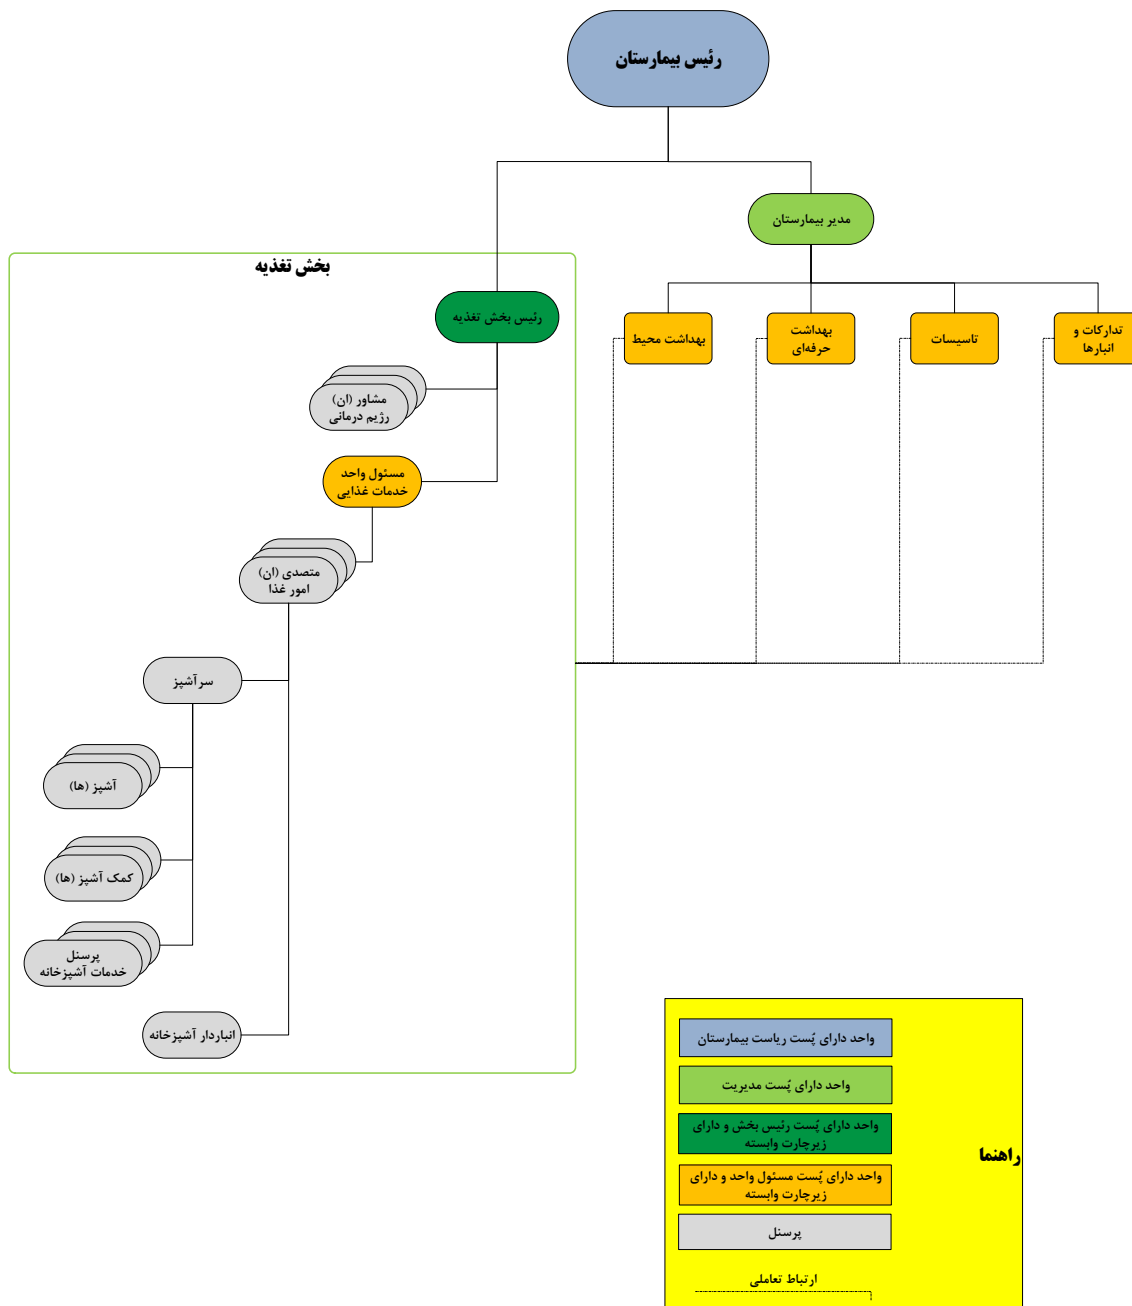 رئیس بیمارستان
مدیر بیمارستان
بخش تغذیه
رئیس بخش تغذیه
تدارکات و
انبارها
تاسیسات
بهداشت
حرفه‌ای
بهداشت محیط
مشاور (ان)
رژیم درمانی
مسئول واحد
خدمات غذایی
متصدی (ان)
امور غذا
سرآشپز
آشپز (ها)
کمک آشپز (ها)
پرسنل
خدمات آشپزخانه
انباردار آشپزخانه
راهنما
واحد دارای پُست ریاست بیمارستان
واحد دارای پُست مدیریت
واحد دارای پُست رئیس بخش و دارای
زیرچارت وابسته
واحد دارای پُست مسئول واحد و دارای
زیرچارت وابسته
پرسنل
ارتباط تعاملی